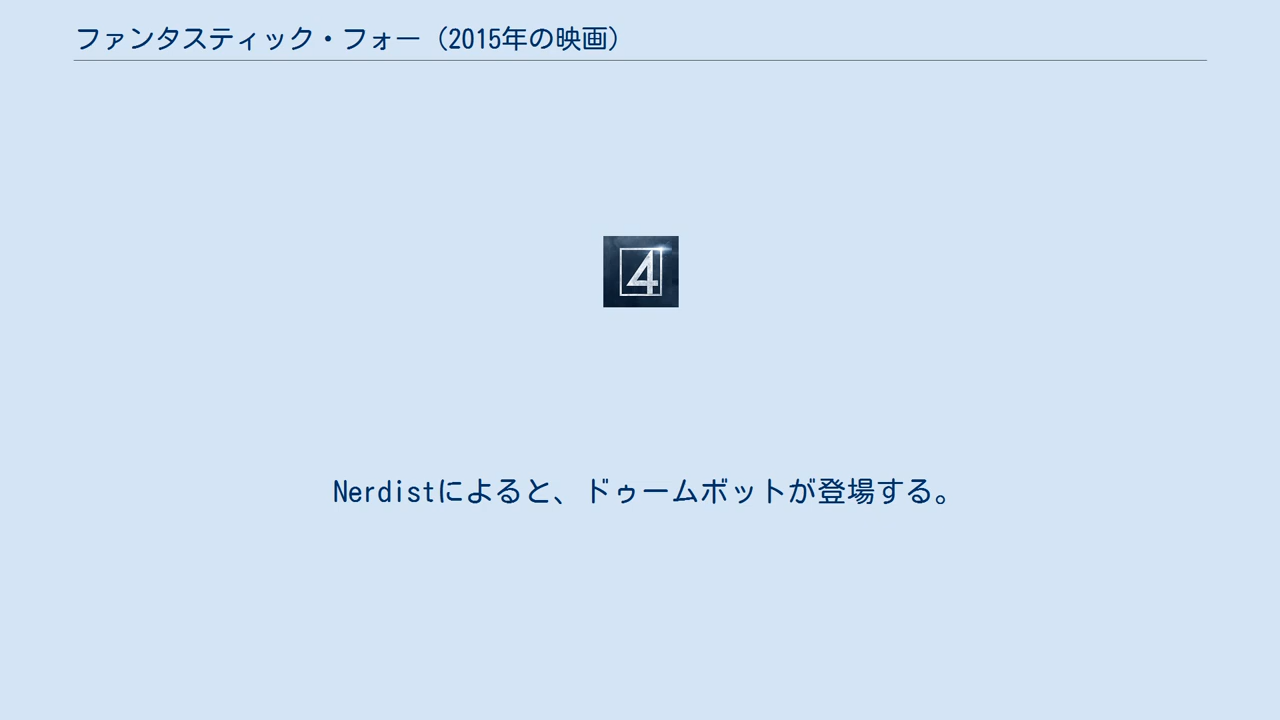 ファンタスティック・フォー（2015年の映画）
4
Nerdistによると、ドゥームボットが登場する。